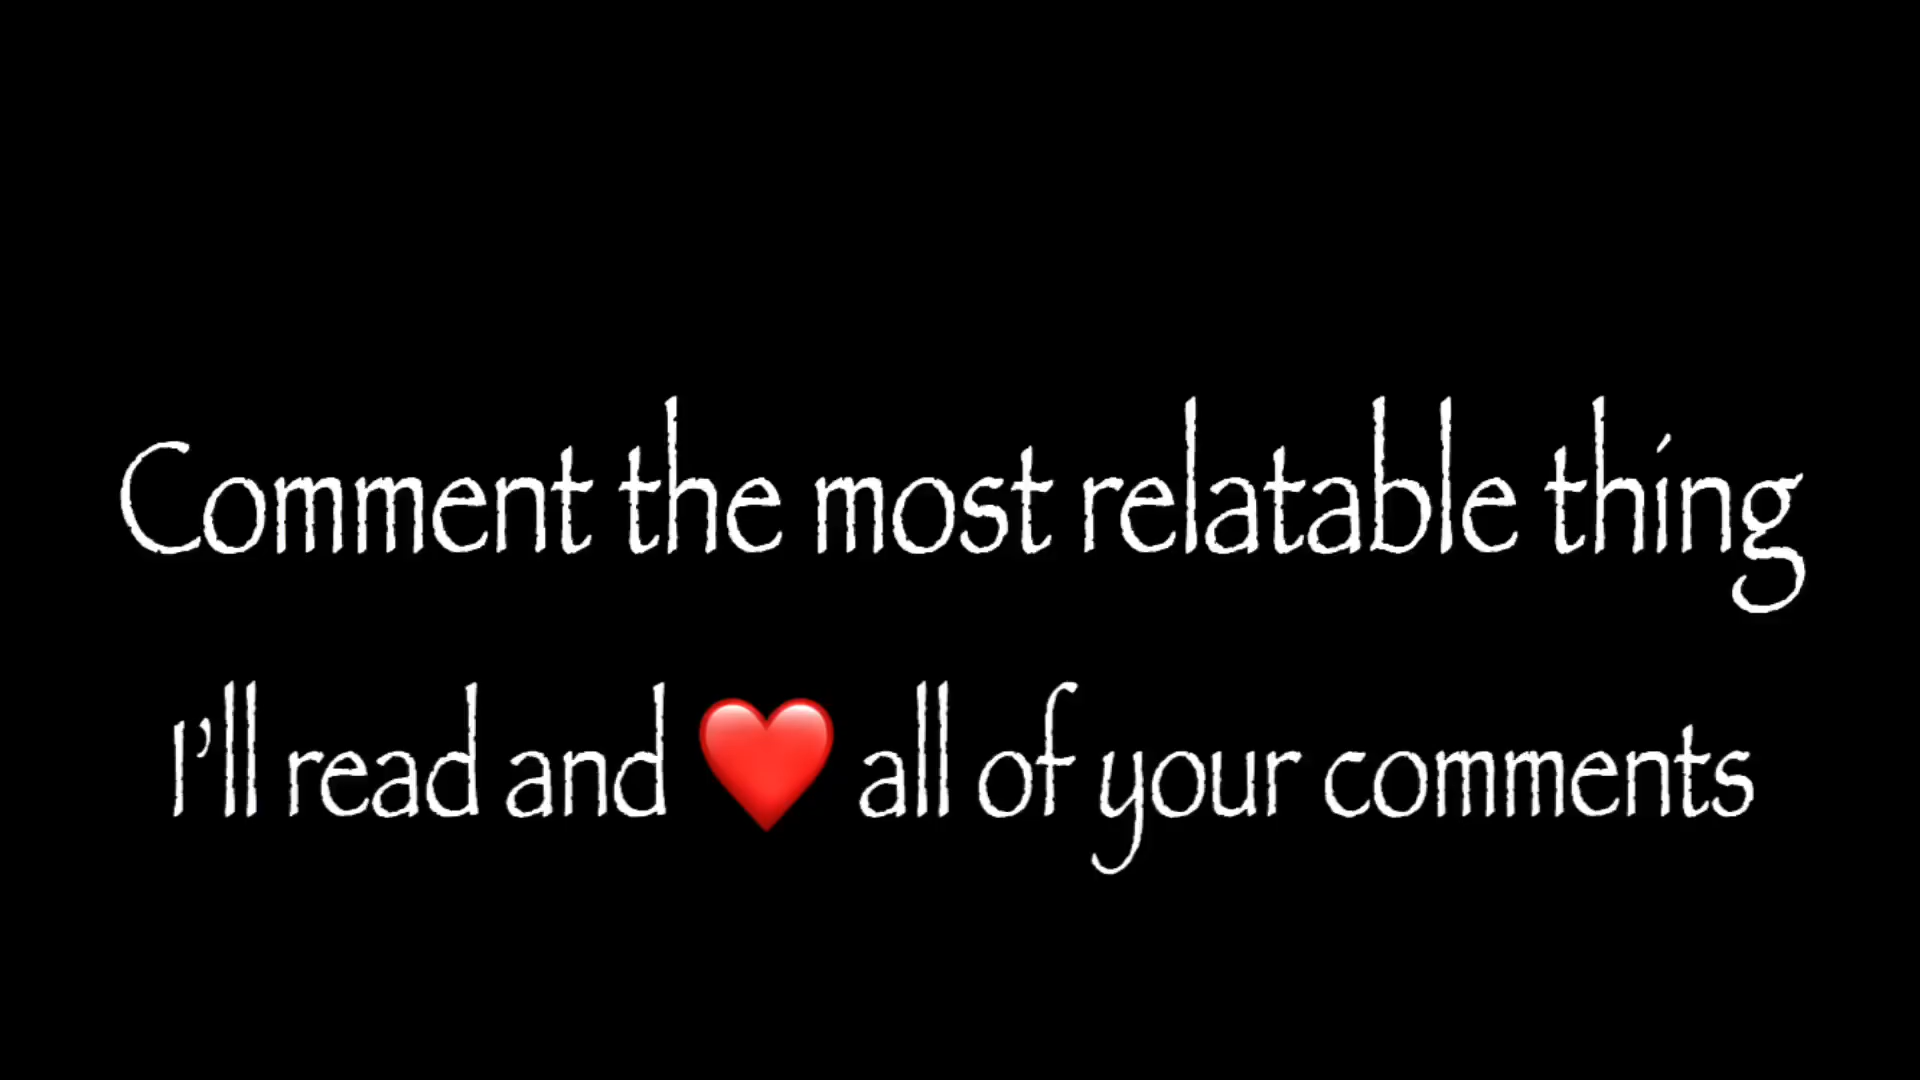 Comment the most relatable thing
I’ll read and ❤️ all of your comments